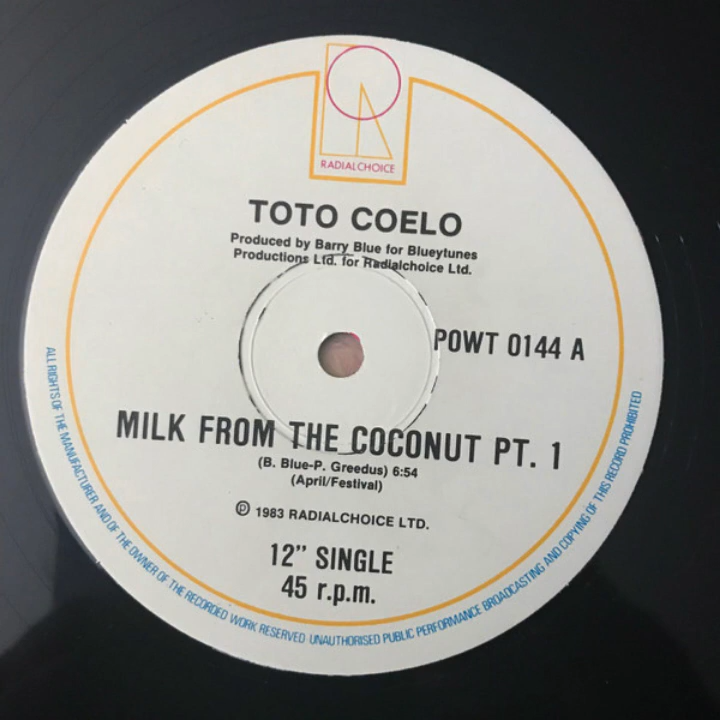 RADIALCHOICE
TOTO COELO
Produced by Barry Blue for Blueytunes
Productions Ltd. for Radialchoice Ltd.
POWT 0144 A
MILK FROM THE COCONUT PT. 1
(B. Blue-P. Greedus) 6:54
(April/Festival)
℗ 1983 RADIALCHOICE LTD.
12" SINGLE
45 r.p.m.
ALL RIGHTS OF THE MANUFACTURER AND OF THE OWNER OF THE RECORDED WORK RESERVED UNAUTHORISED PUBLIC PERFORMANCE BROADCASTING AND COPYING OF THIS RECORD PROHIBITED